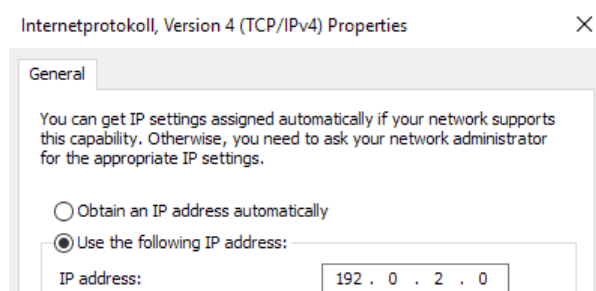 Internetprotokoll, Version 4 (TCP/IPv4) Properties
General
You can get IP settings assigned automatically if your network supports
this capability. Otherwise, you need to ask your network administrator
for the appropriate IP settings.
Obtain an IP address automatically
Use the following IP address:
IP address: 192 . 0 . 2 . 0